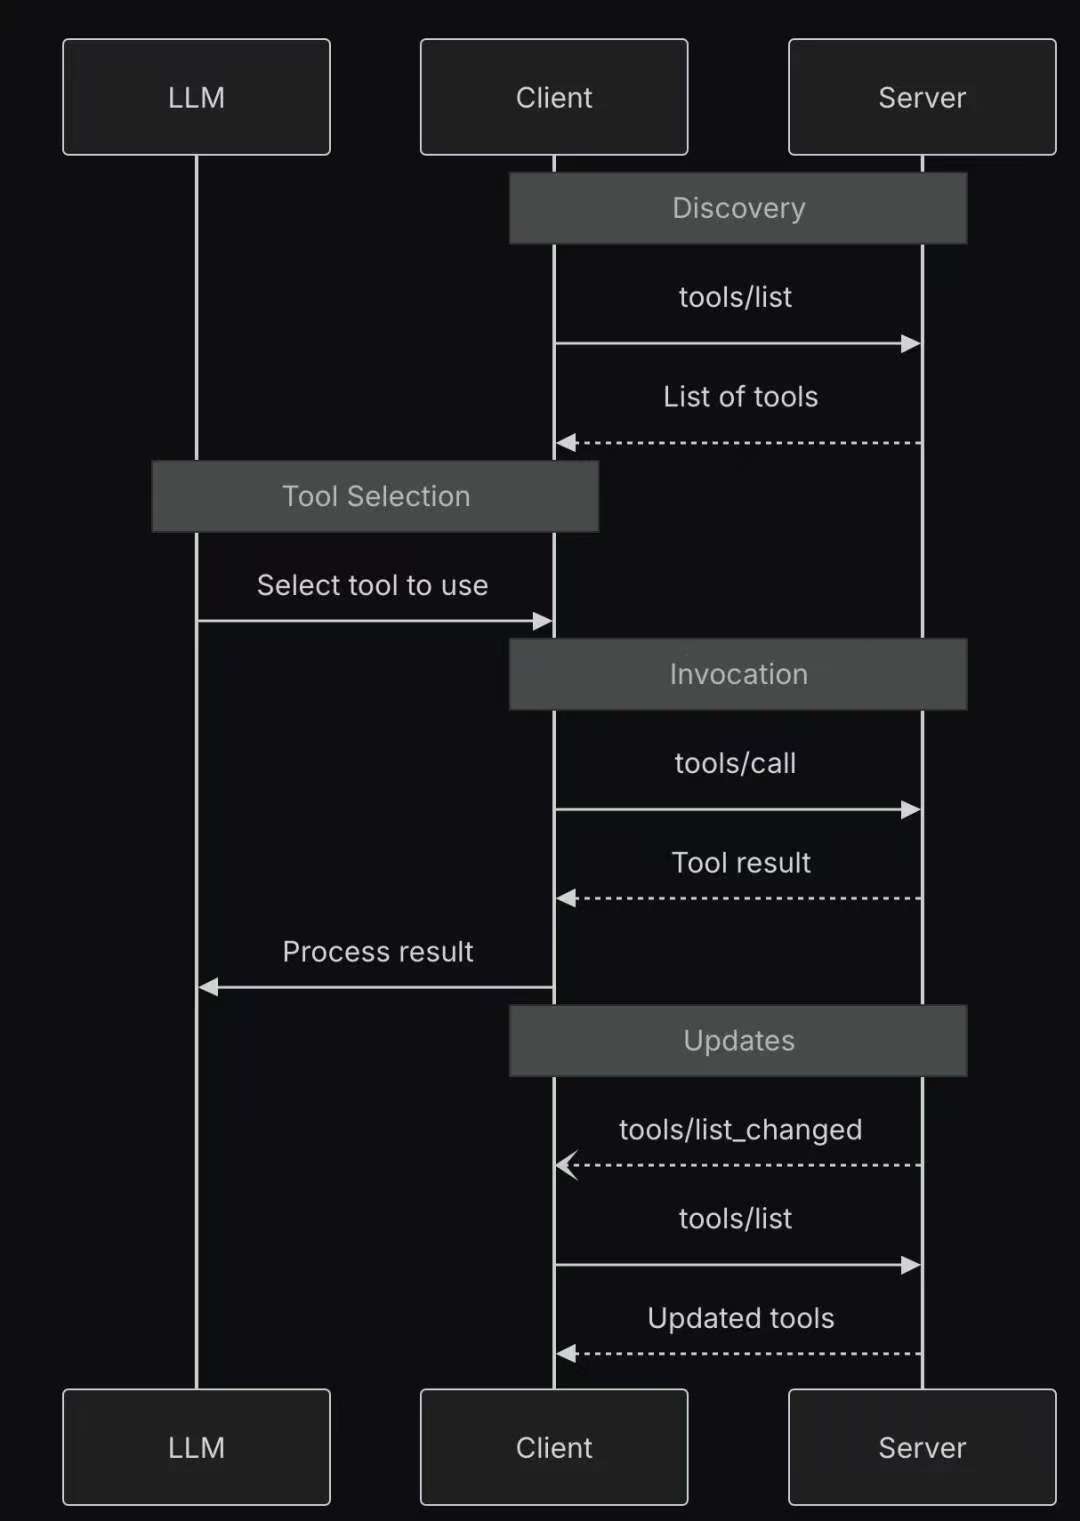 LLM
Client
Server
Discovery
tools/list
List of tools
Tool Selection
Select tool to use
Invocation
tools/call
Tool result
Process result
Updates
tools/list_changed
tools/list
Updated tools
LLM
Client
Server